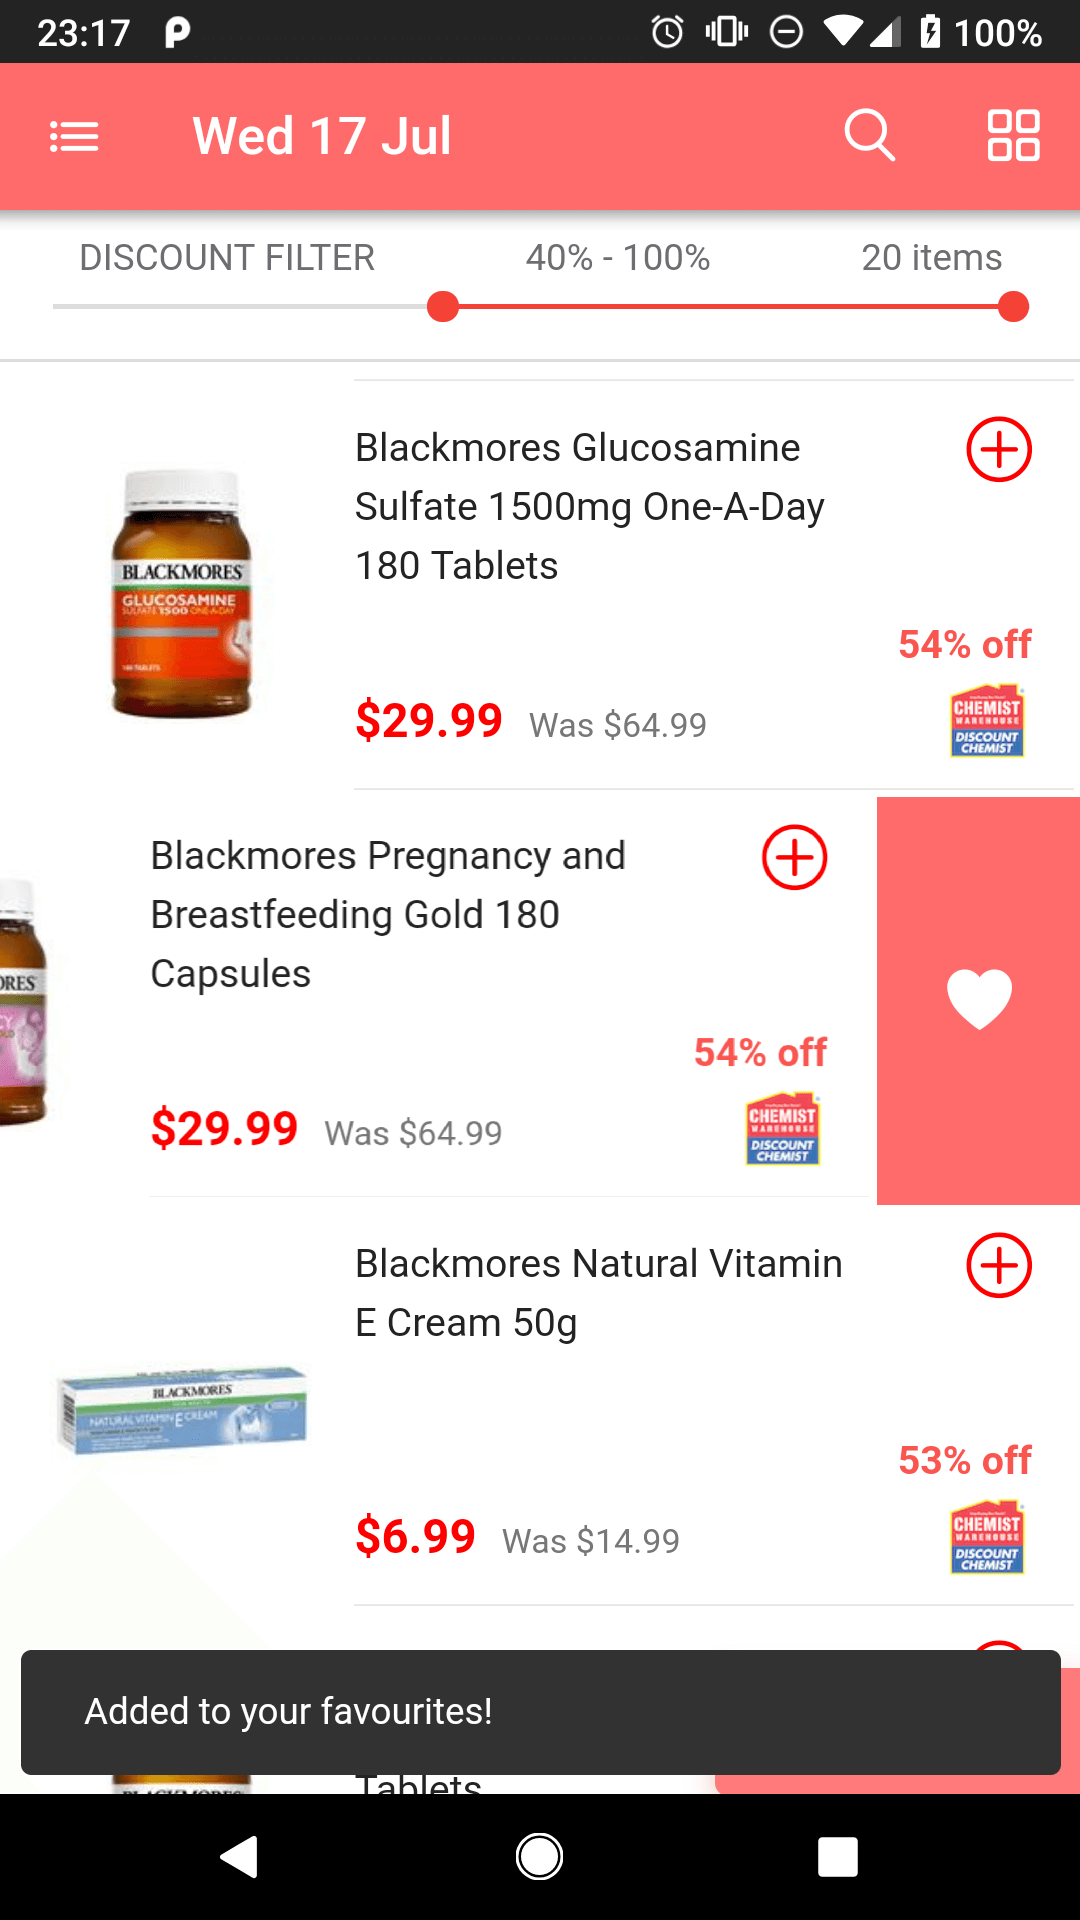 23:17
100%
Wed 17 Jul
DISCOUNT FILTER 40% - 100% 20 items
Blackmores Glucosamine
Sulfate 1500mg One-A-Day
180 Tablets
BLACKMORES
GLUCOSAMINE
SULFATE 1500 ONE-A-DAY
54% off
$29.99 Was $64.99
CHEMIST
WAREHOUSE
DISCOUNT
CHEMIST
Blackmores Pregnancy and
Breastfeeding Gold 180
Capsules
ORES
CY
54% off
$29.99 Was $64.99
CHEMIST
WAREHOUSE
DISCOUNT
CHEMIST
Blackmores Natural Vitamin
E Cream 50g
BLACKMORES
NATURAL VITAMIN E CREAM
53% off
$6.99 Was $14.99
CHEMIST
WAREHOUSE
DISCOUNT
CHEMIST
Added to your favourites!
Tablets
BLACKMORES